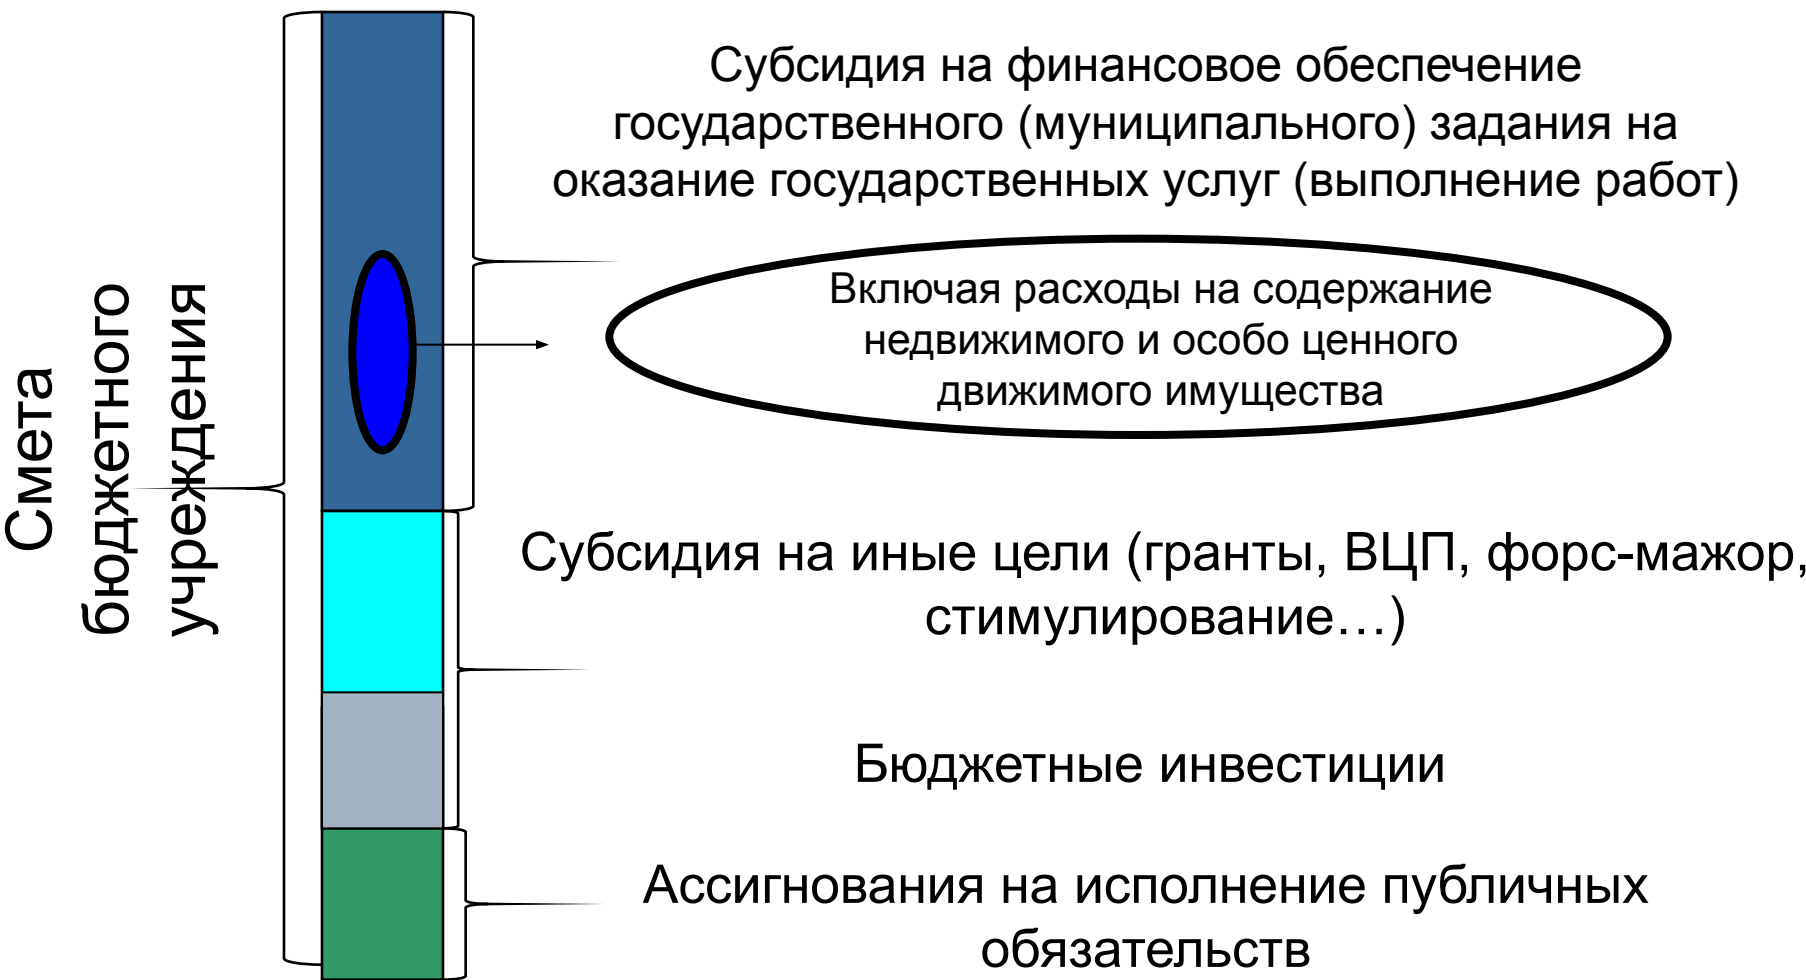 Смета
бюджетного
учреждения
Субсидия на финансовое обеспечение
государственного (муниципального) задания на
оказание государственных услуг (выполнение работ)
Включая расходы на содержание
недвижимого и особо ценного
движимого имущества
Субсидия на иные цели (гранты, ВЦП, форс-мажор,
стимулирование…)
Бюджетные инвестиции
Ассигнования на исполнение публичных
обязательств